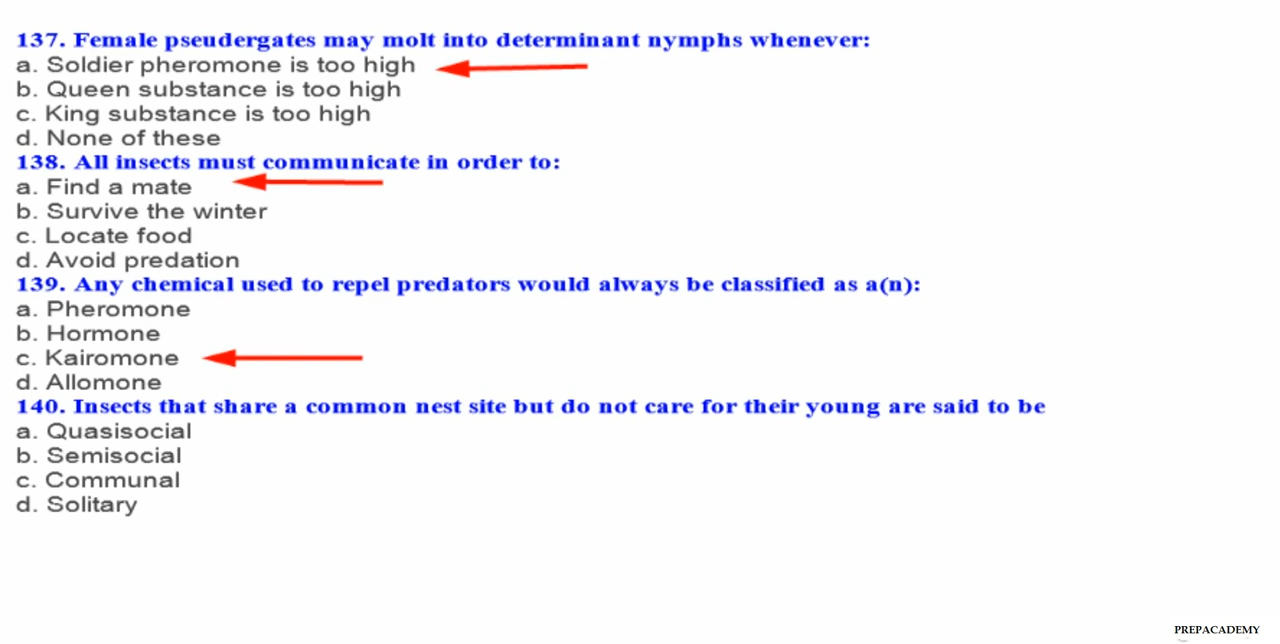 137. Female pseudergates may molt into determinant nymphs whenever:
a. Soldier pheromone is too high
b. Queen substance is too high
c. King substance is too high
d. None of these
138. All insects must communicate in order to:
a. Find a mate
b. Survive the winter
c. Locate food
d. Avoid predation
139. Any chemical used to repel predators would always be classified as a(n):
a. Pheromone
b. Hormone
c. Kairomone
d. Allomone
140. Insects that share a common nest site but do not care for their young are said to be
a. Quasisocial
b. Semisocial
c. Communal
d. Solitary
PREPACADEMY